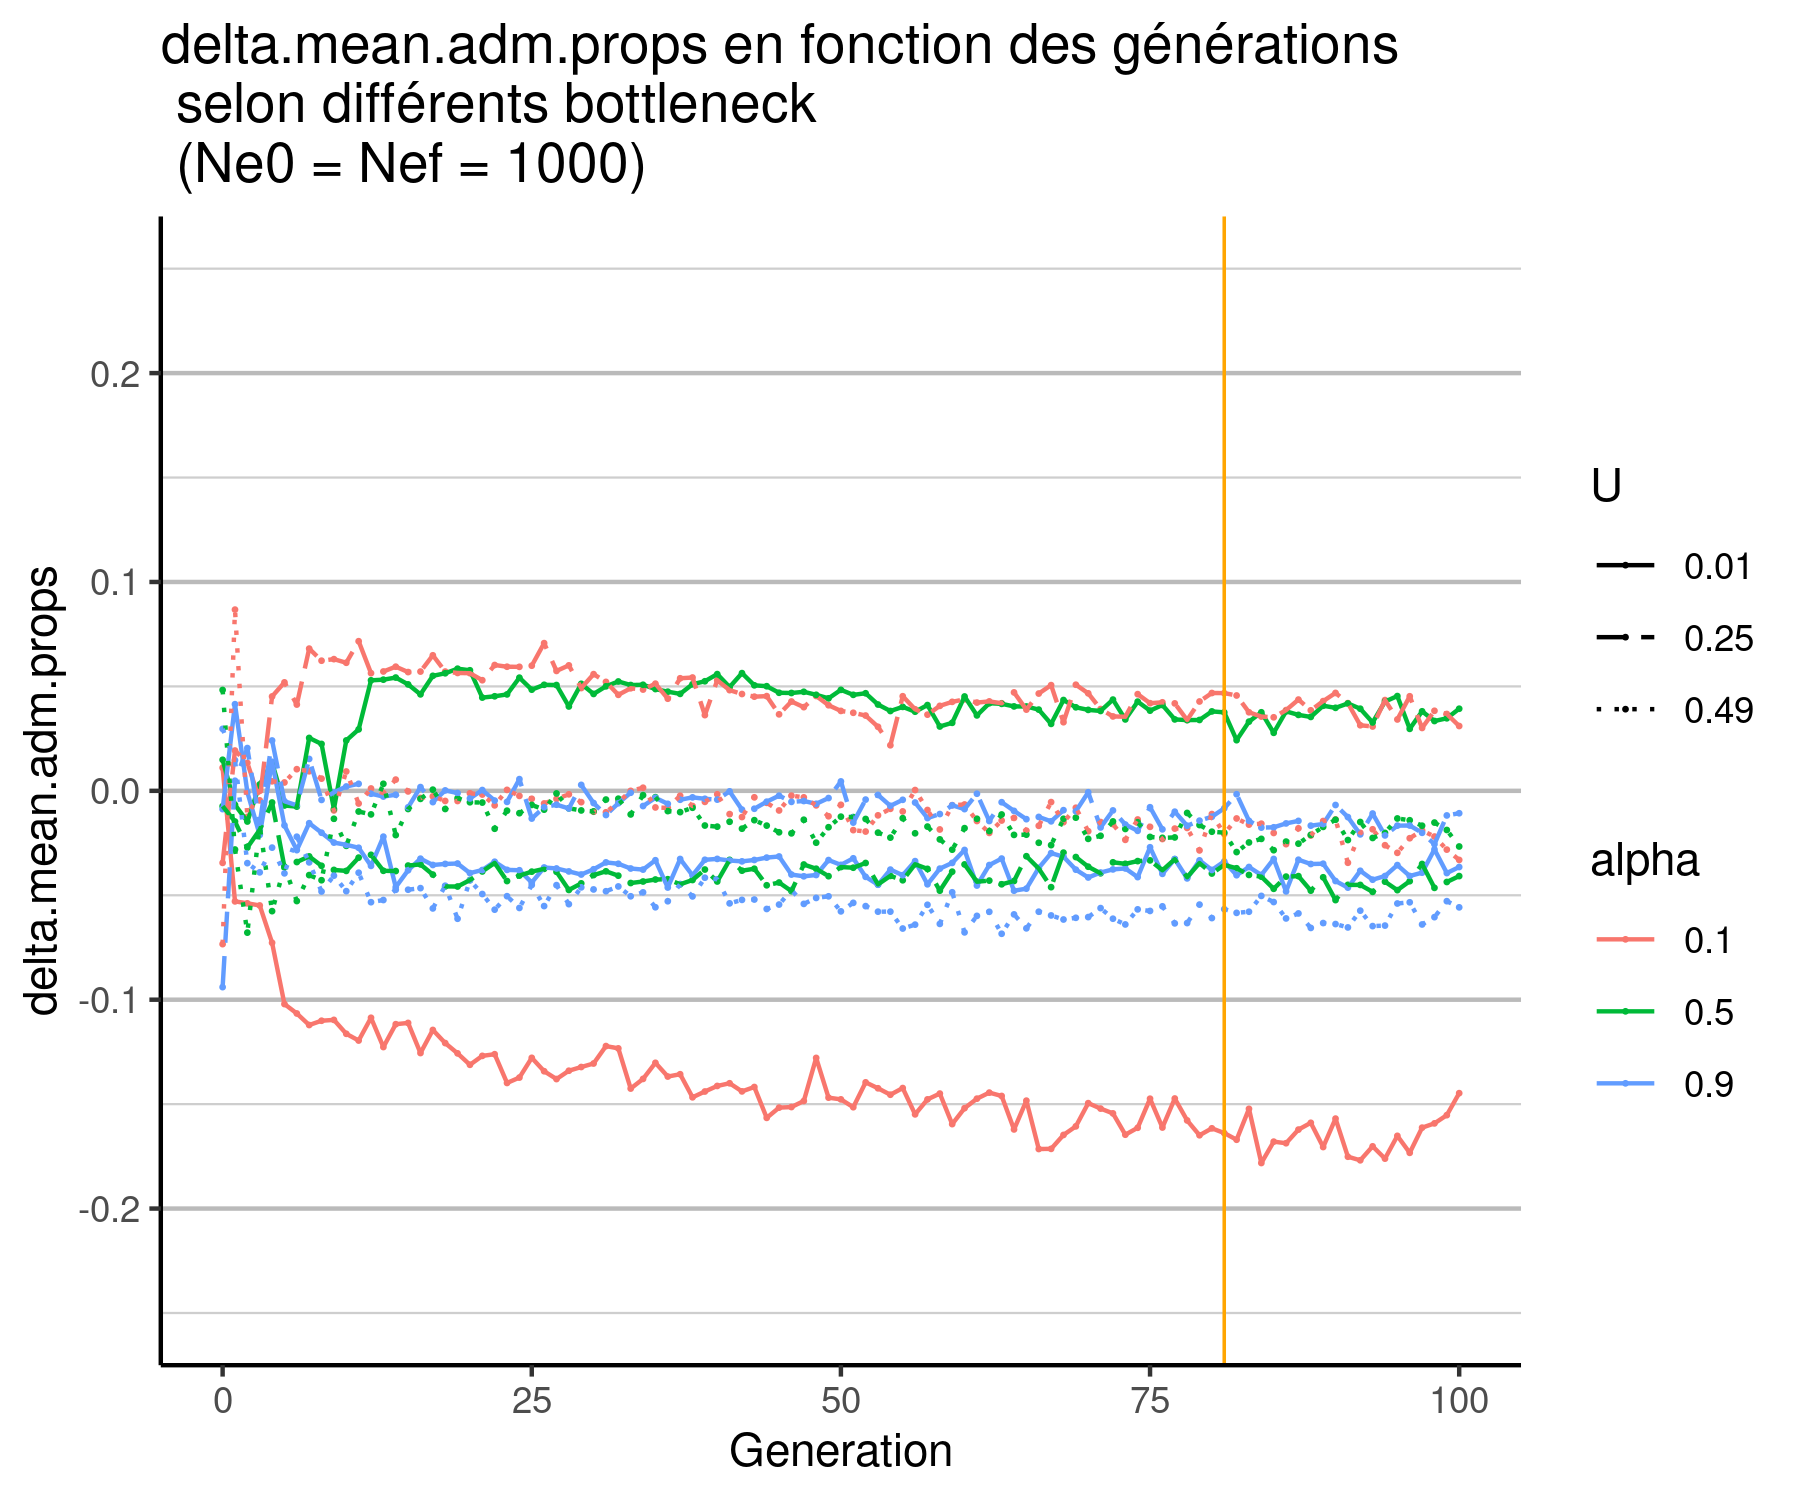 delta.mean.adm.props en fonction des générations
selon différents bottleneck
(Ne0 = Nef = 1000)
delta.mean.adm.props
0.2
0.1
0.0
-0.1
-0.2
0
25
50
75
100
Generation
U
0.01
0.25
0.49
alpha
0.1
0.5
0.9